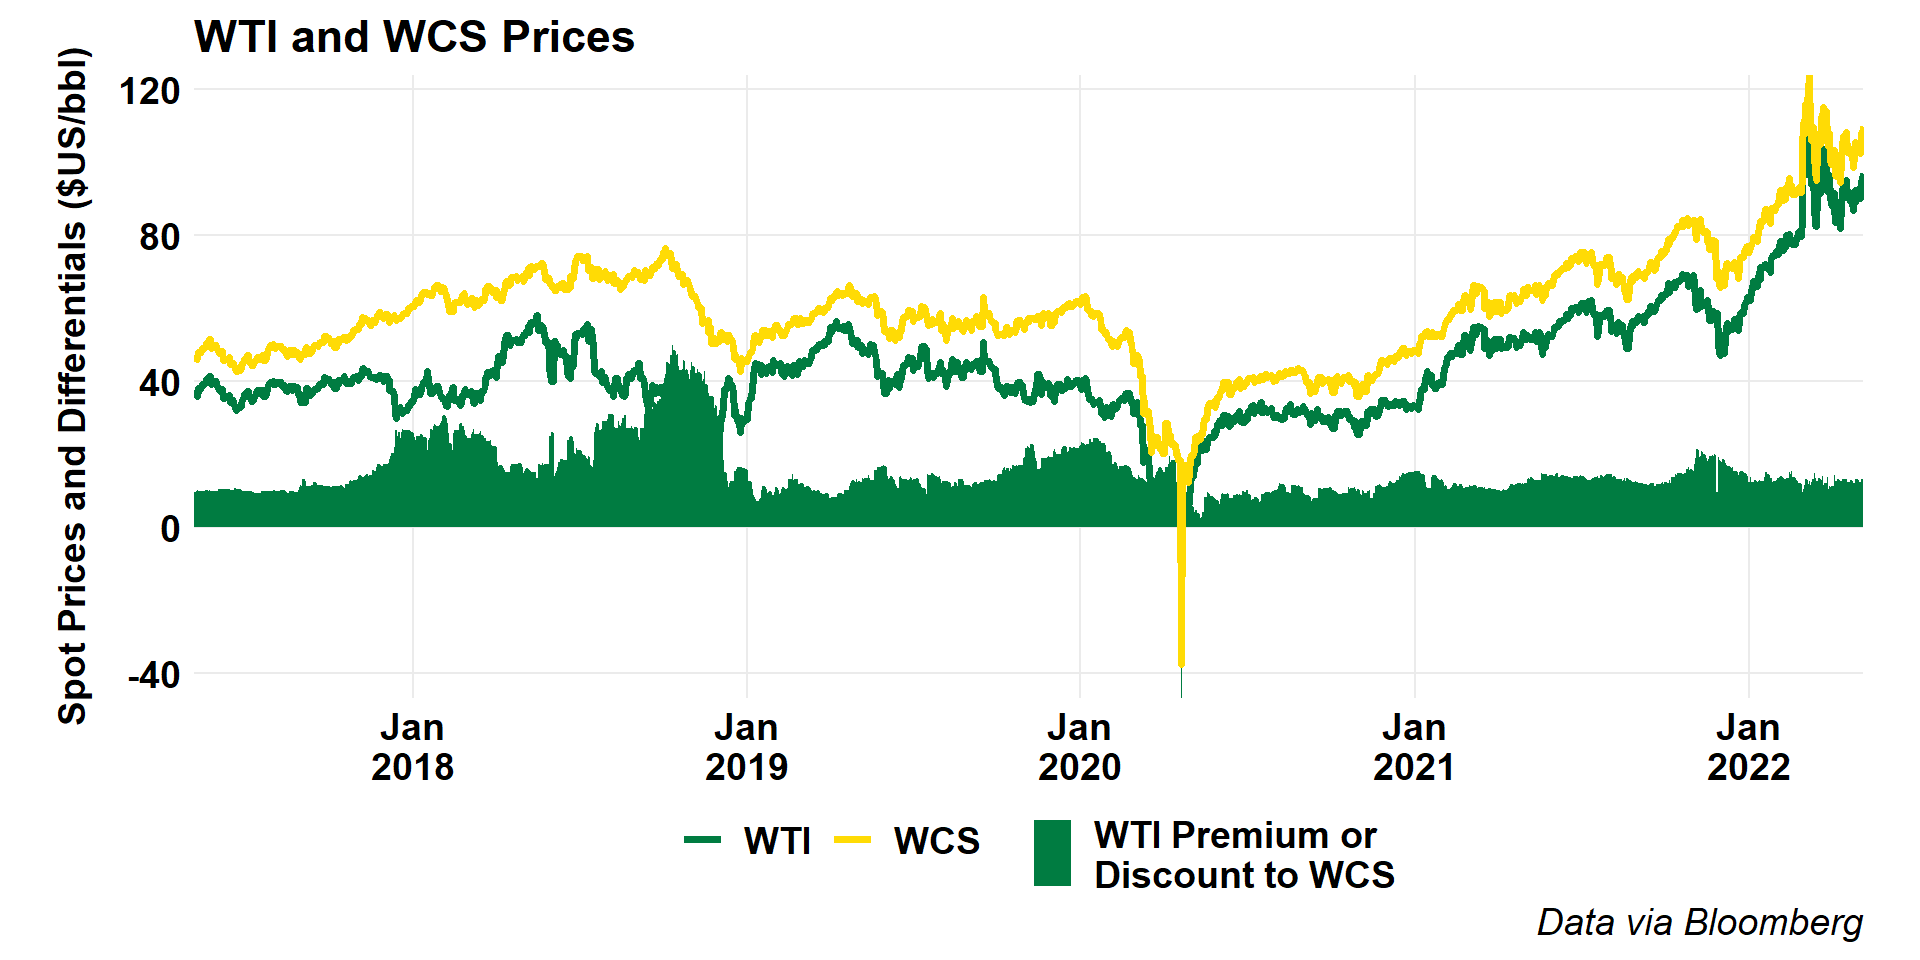 WTI and WCS Prices
Spot Prices and Differentials ($US/bbl)
120
80
40
0
-40
Jan
2018
Jan
2019
Jan
2020
Jan
2021
Jan
2022
WTI
WCS
WTI Premium or
Discount to WCS
Data via Bloomberg